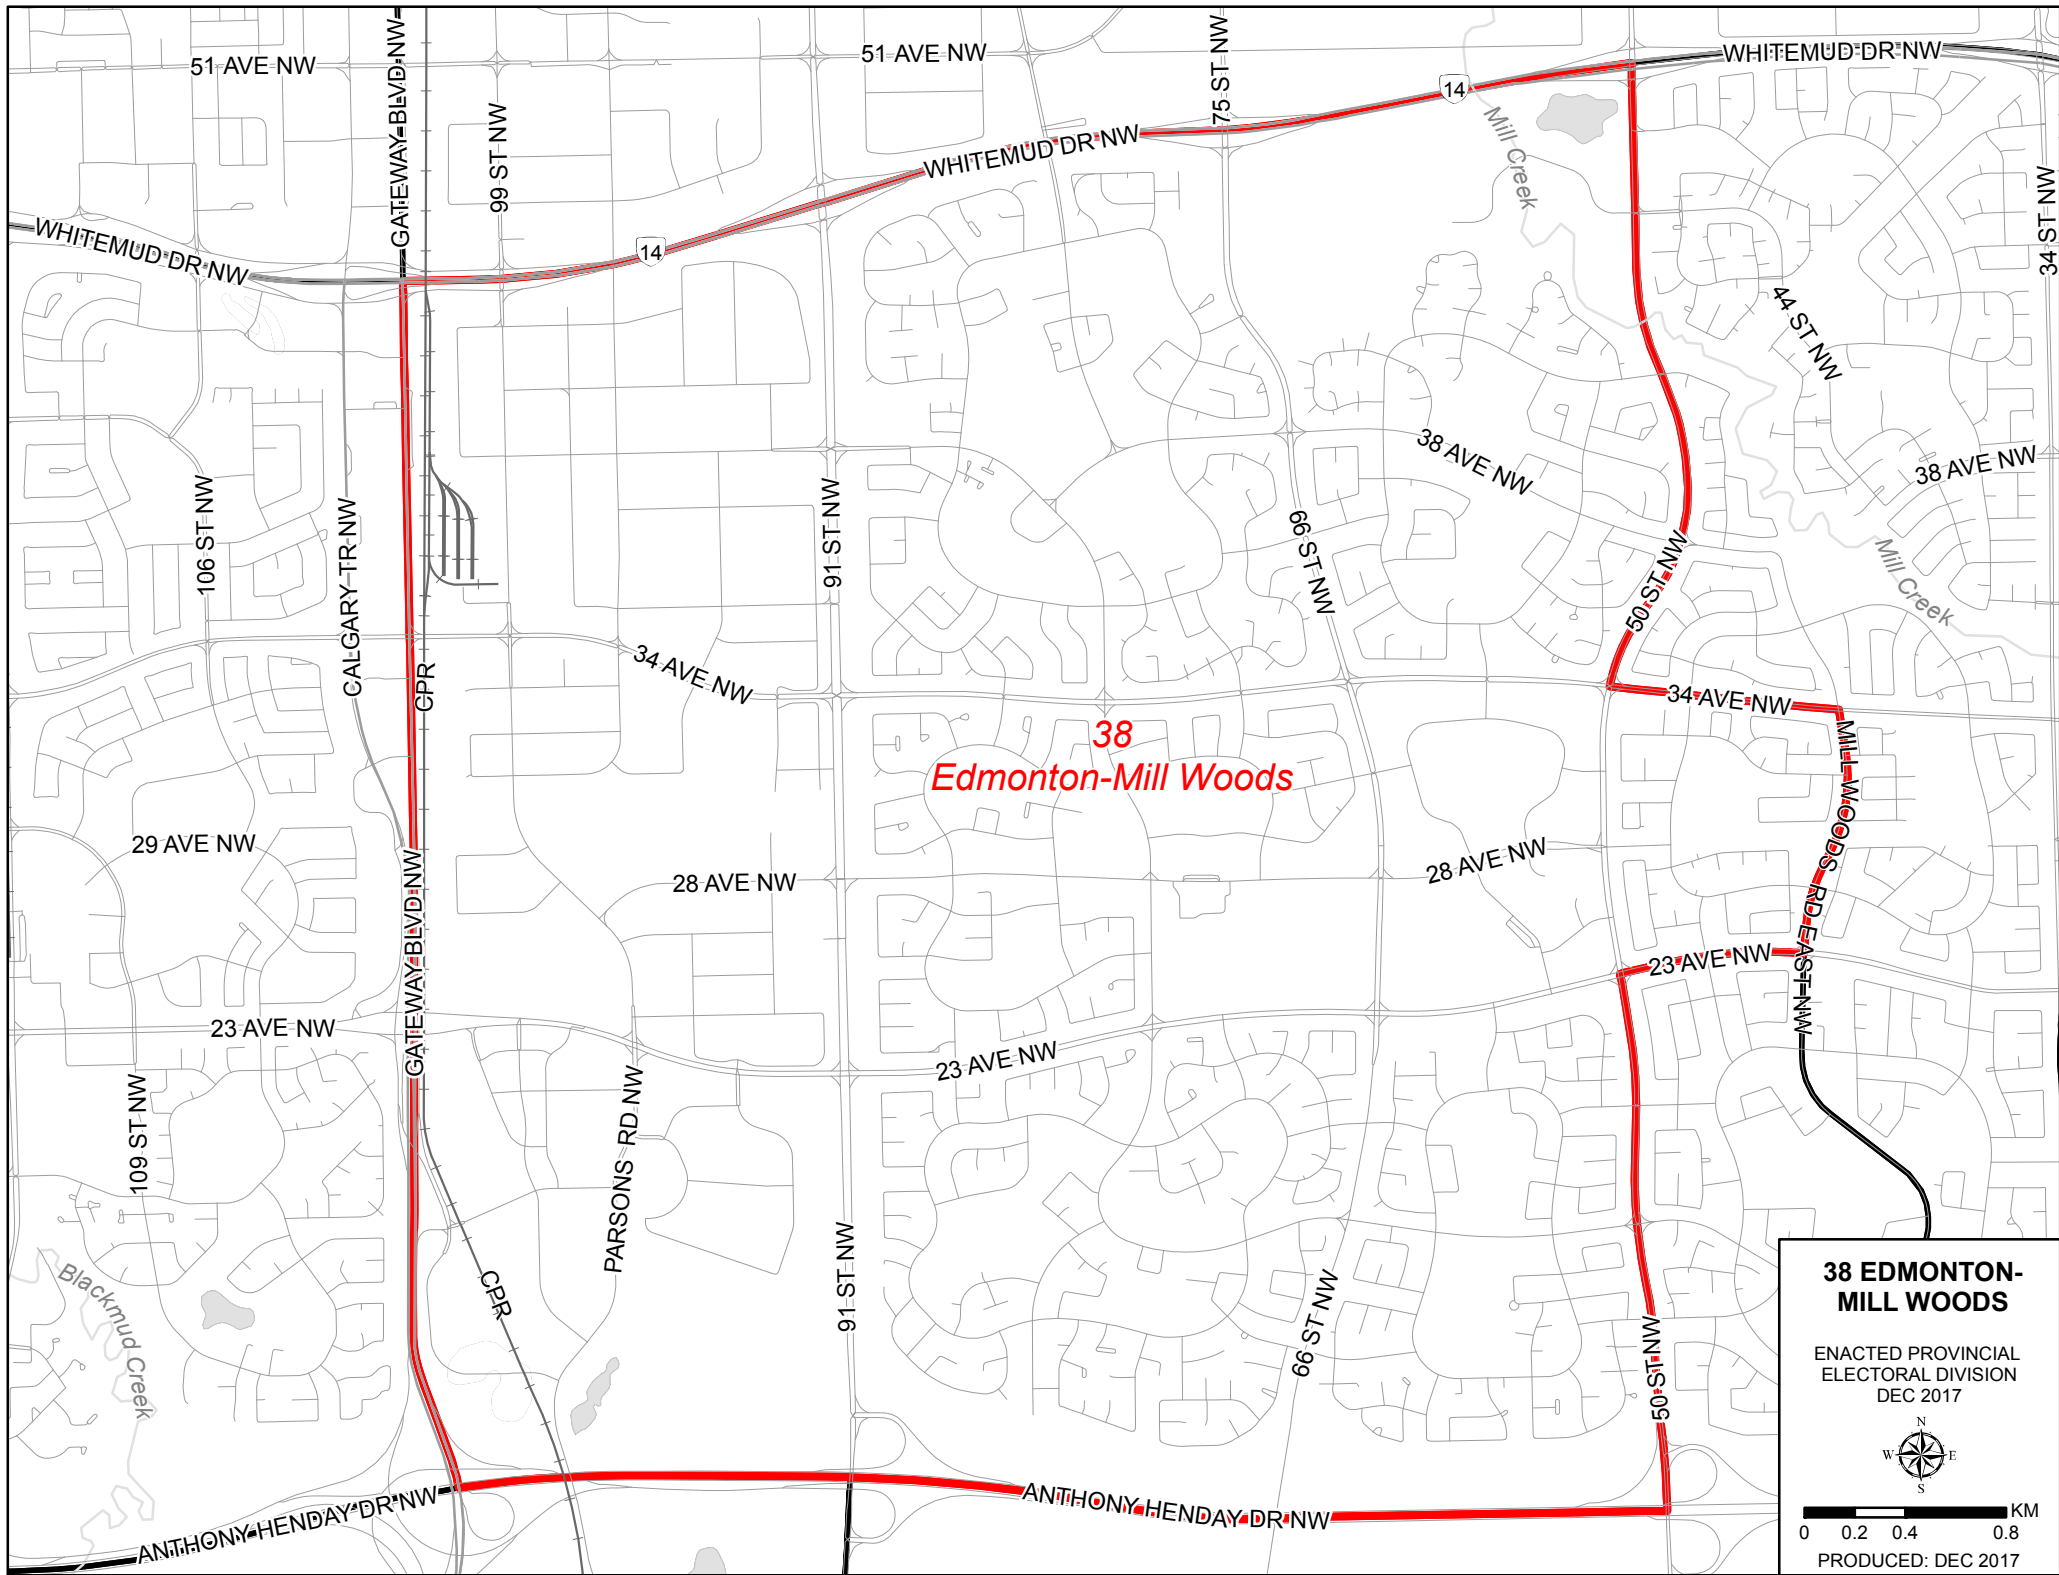 51 AVE NW
51 AVE NW
WHITEMUD DR NW
GATEWAY BLVD NW
99 ST NW
75 ST NW
14
Mill Creek
WHITEMUD DR NW
34 ST NW
WHITEMUD DR NW
14
44 ST NW
38 AVE NW
38 AVE NW
106 ST NW
CALGARY TR NW
91 ST NW
66 ST NW
50 ST NW
Mill Creek
CPR
34 AVE NW
34 AVE NW
38
Edmonton-Mill Woods
MILL WOODS RD EAST NW
29 AVE NW
28 AVE NW
28 AVE NW
GATEWAY BLVD NW
23 AVE NW
23 AVE NW
23 AVE NW
109 ST NW
PARSONS RD NW
91 ST NW
66 ST NW
50 ST NW
Blackmud Creek
CPR
ANTHONY HENDAY DR NW
ANTHONY HENDAY DR NW
38 EDMONTON-
MILL WOODS
ENACTED PROVINCIAL
ELECTORAL DIVISION
DEC 2017
N
W E
S
KM
0 0.2 0.4 0.8
PRODUCED: DEC 2017